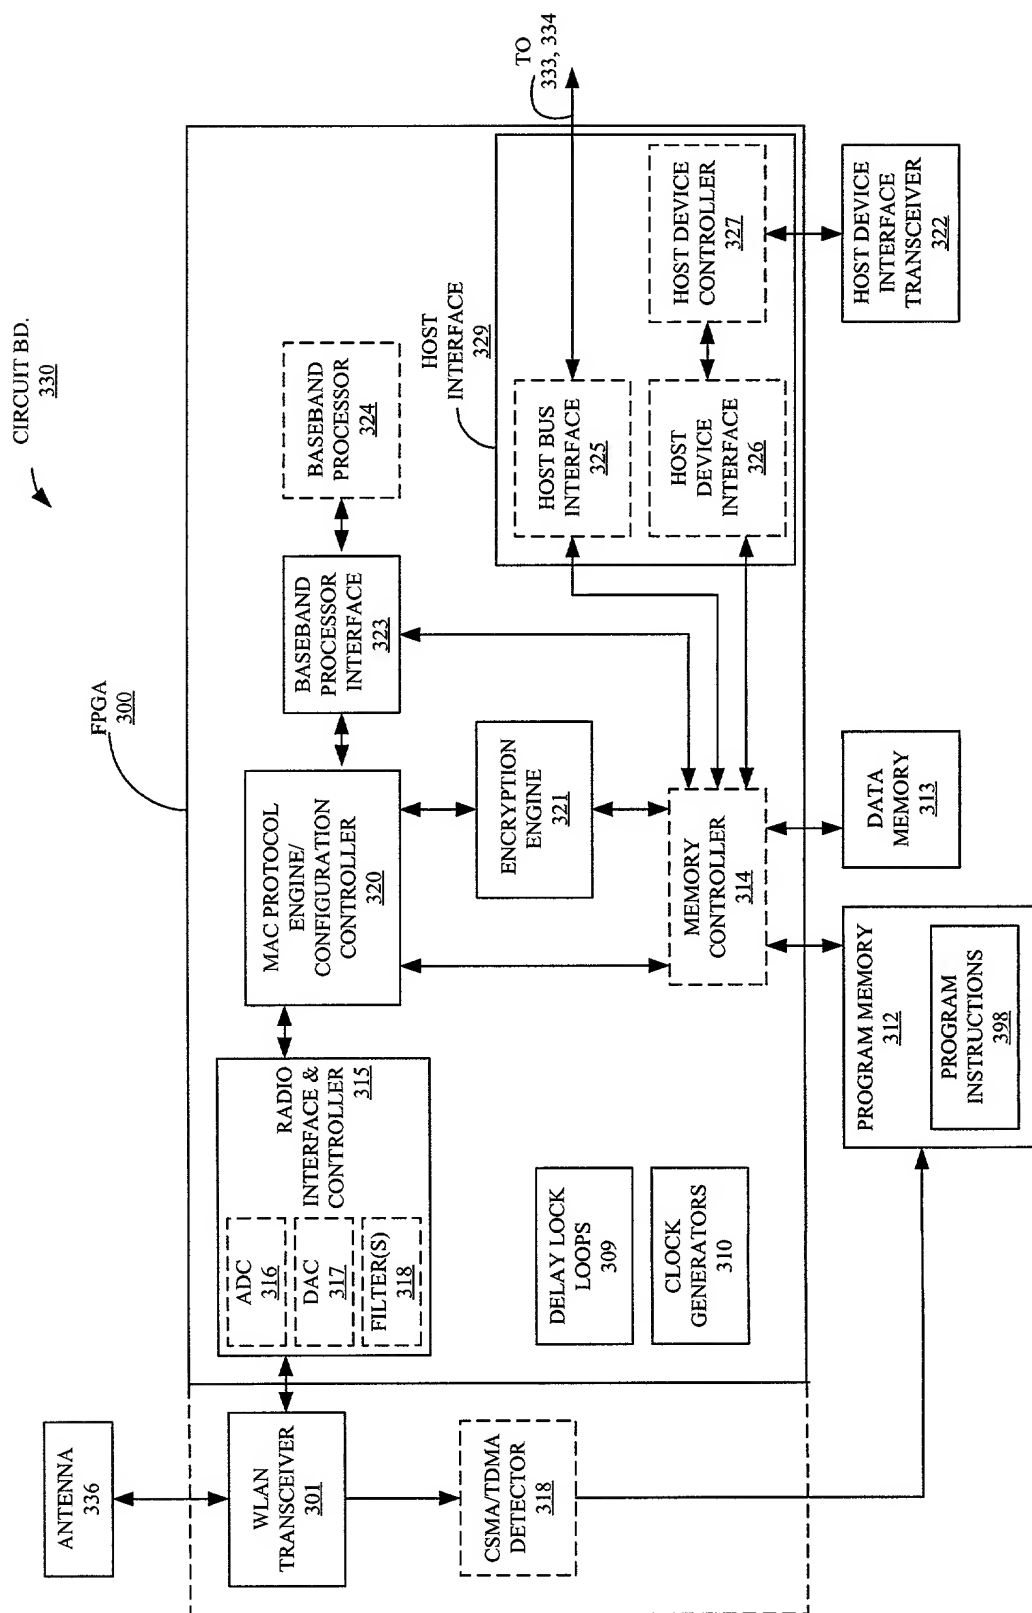 CIRCUIT BD.
330
FPGA
300
TO
333, 334
ANTENNA
336
WLAN
TRANSCEIVER
301
CSMA/TDMA
DETECTOR
318
RADIO
INTERFACE &
CONTROLLER
315
ADC
316
DAC
317
FILTER(S)
318
MAC PROTOCOL
ENGINE/
CONFIGURATION
CONTROLLER
320
BASEBAND
PROCESSOR
INTERFACE
323
BASEBAND
PROCESSOR
324
ENCRYPTION
ENGINE
321
HOST
INTERFACE
329
HOST BUS
INTERFACE
325
HOST
DEVICE
INTERFACE
326
HOST DEVICE
CONTROLLER
327
DELAY LOCK
LOOPS
309
CLOCK
GENERATORS
310
MEMORY
CONTROLLER
314
PROGRAM MEMORY
312
PROGRAM
INSTRUCTIONS
398
DATA
MEMORY
313
HOST DEVICE
INTERFACE
TRANSCEIVER
322